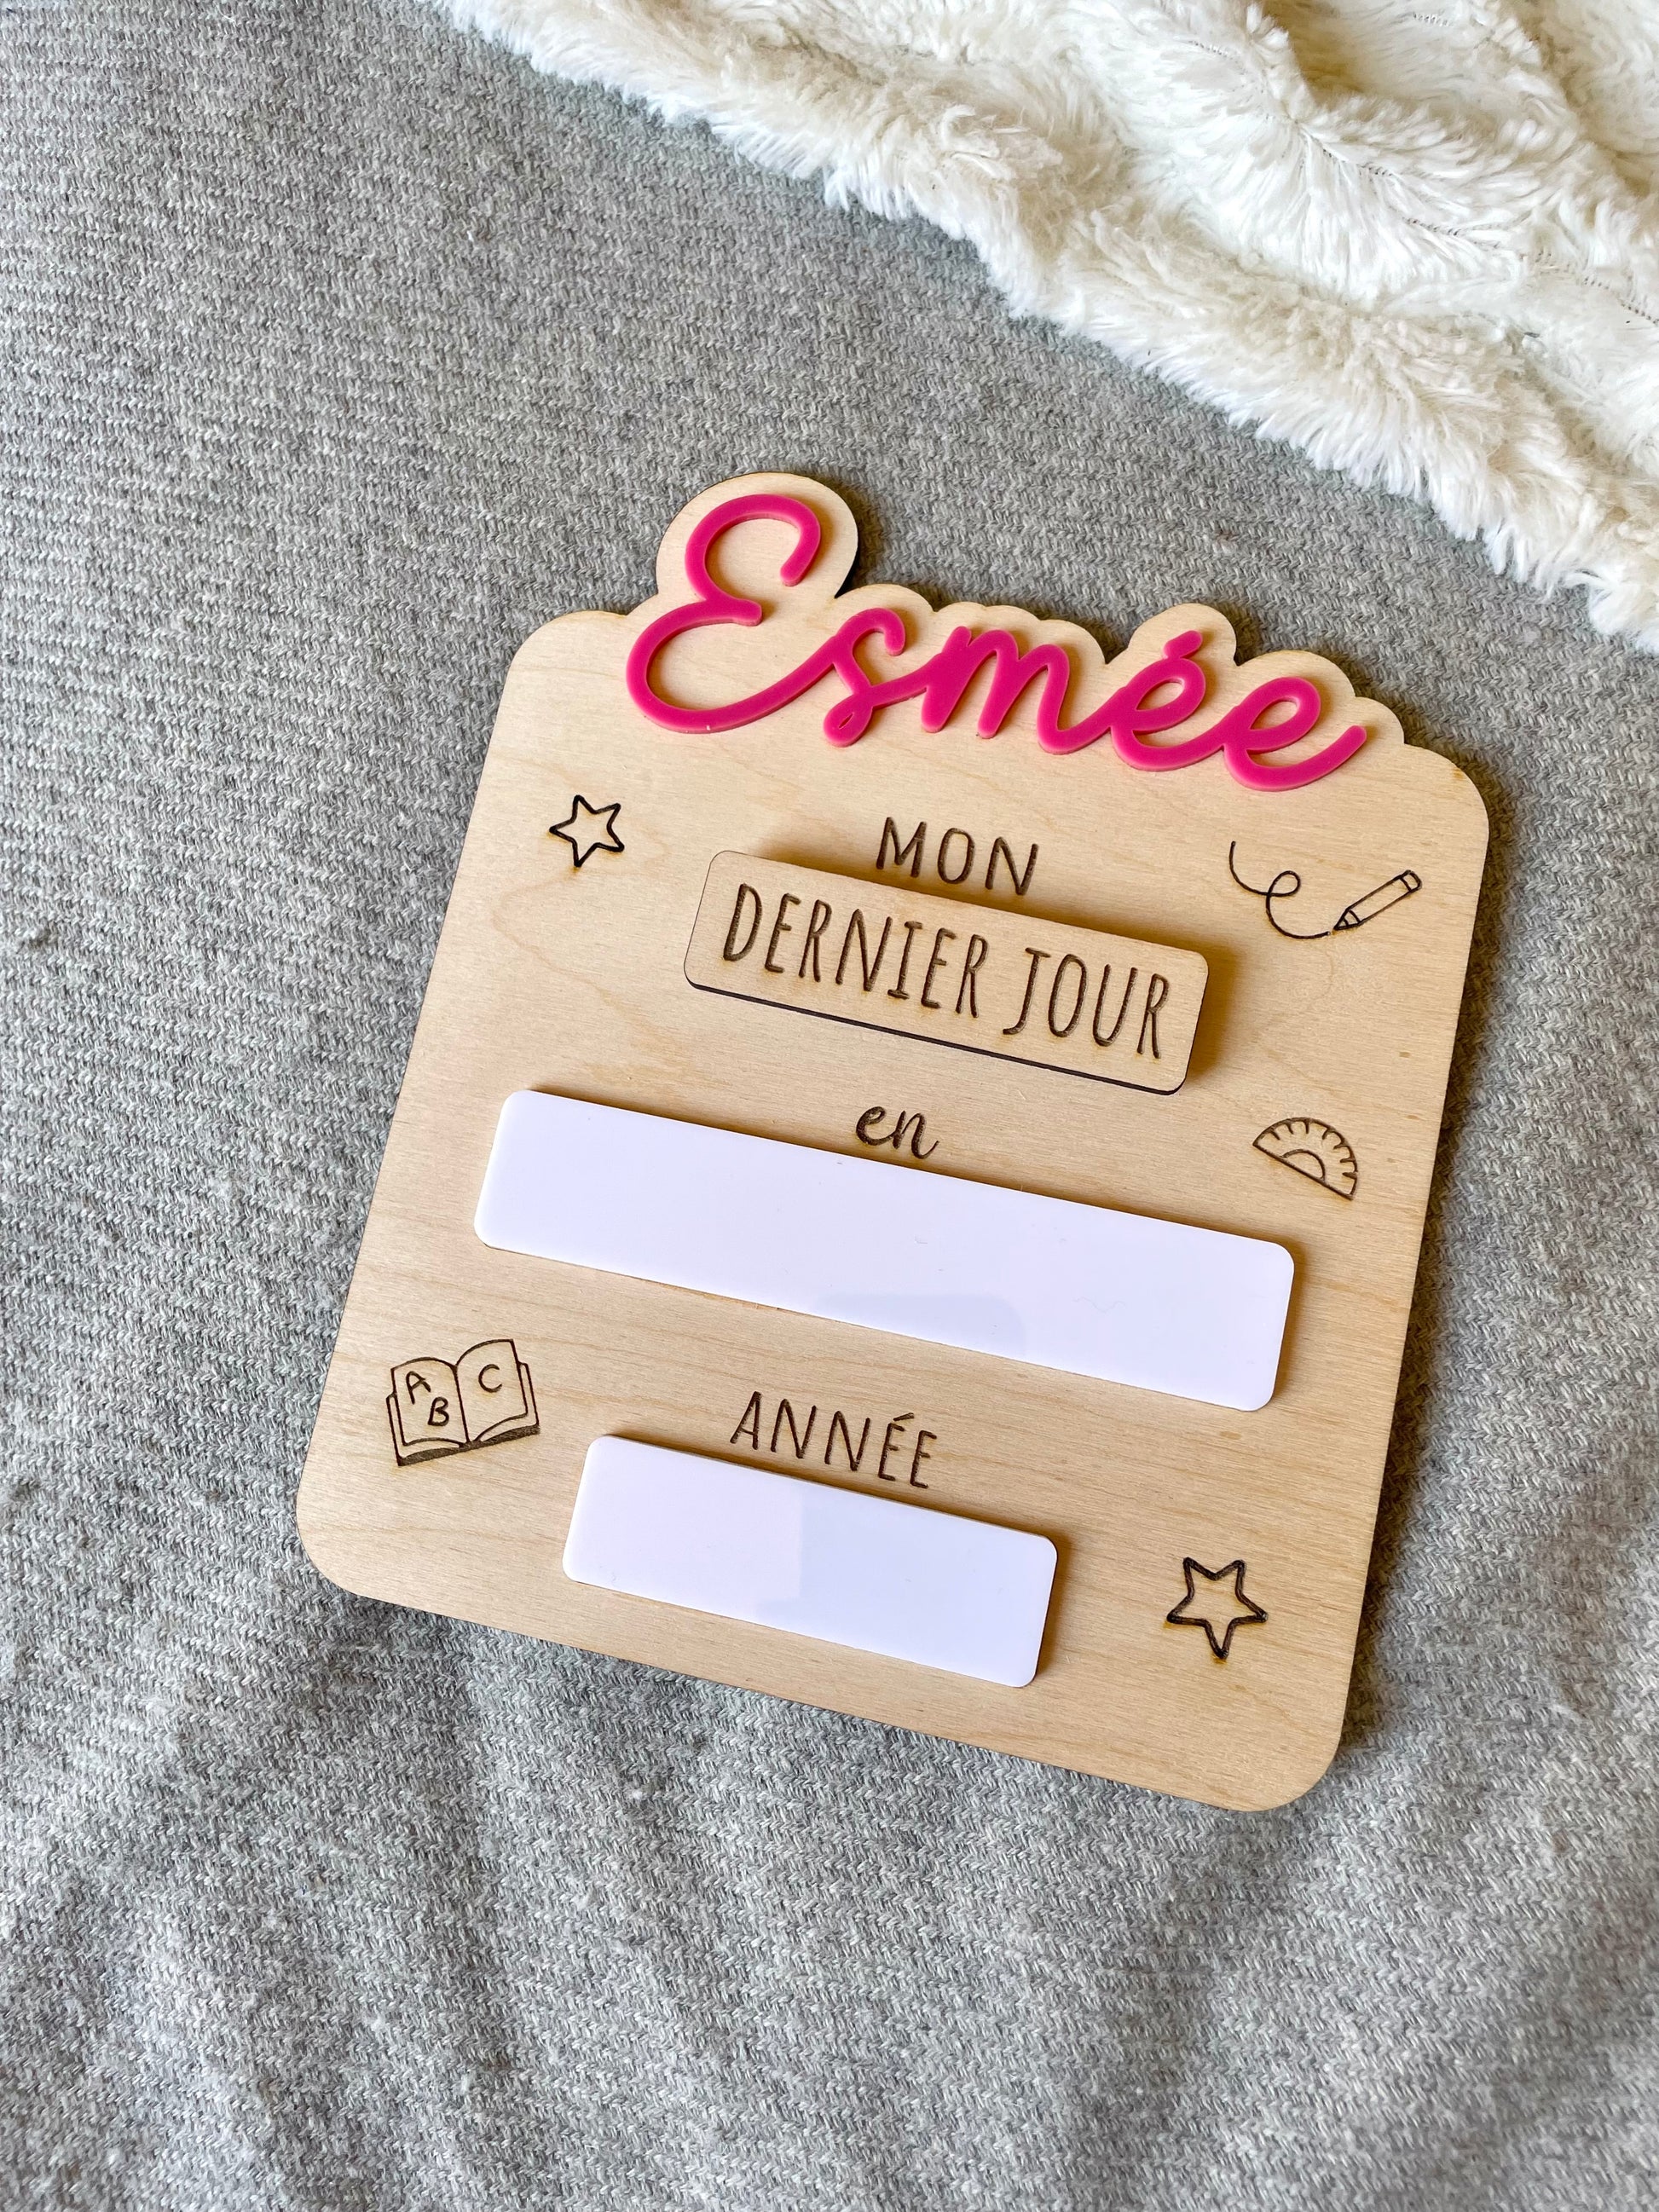 Esmée
MON
DERNIER JOUR
en
A C
B
ANNÉE